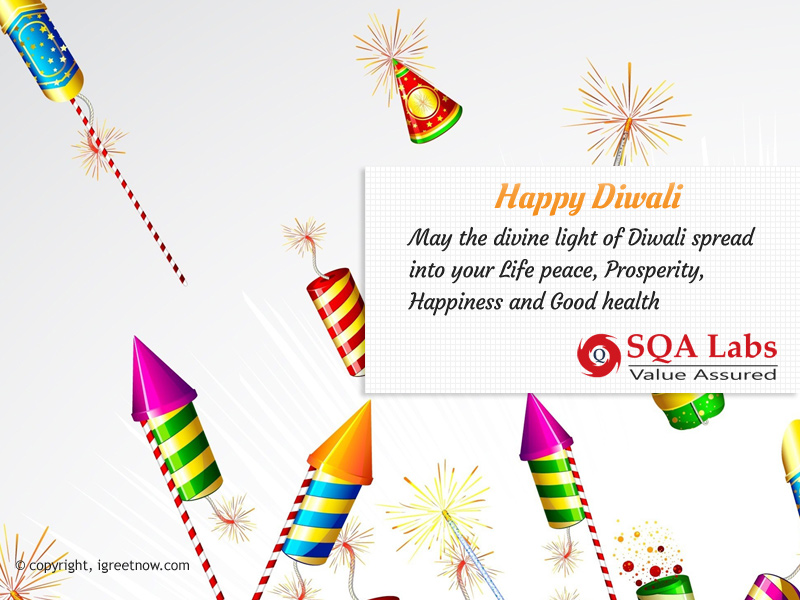 Happy Diwali
May the divine light of Diwali spread
into your Life peace, Prosperity,
Happiness and Good health
Q
SQA Labs
Value Assured
© copyright, igreetnow.com